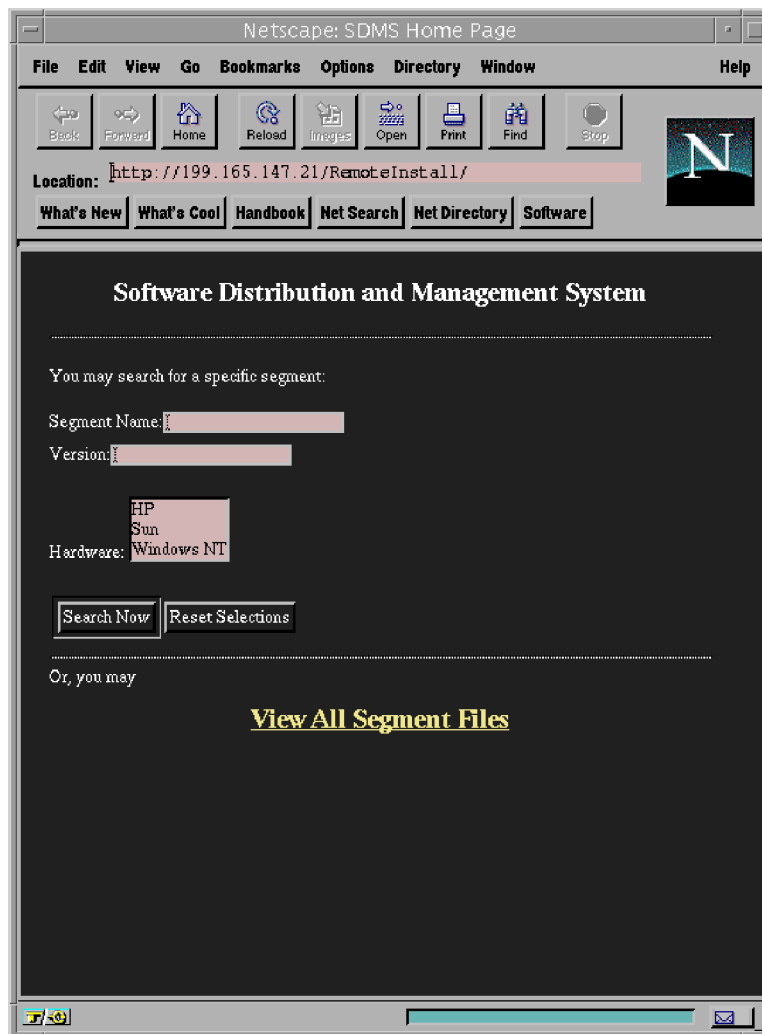 Netscape: SDMS Home Page
File Edit View Go Bookmarks Options Directory Window Help
Back Forward Home Reload Images Open Print Find Stop
N
Location: http://199.165.147.21/RemoteInstall/
What's New What's Cool Handbook Net Search Net Directory Software
Software Distribution and Management System
You may search for a specific segment:
Segment Name:
Version:
HP
Sun
Hardware: Windows NT
Search Now Reset Selections
Or, you may
View All Segment Files